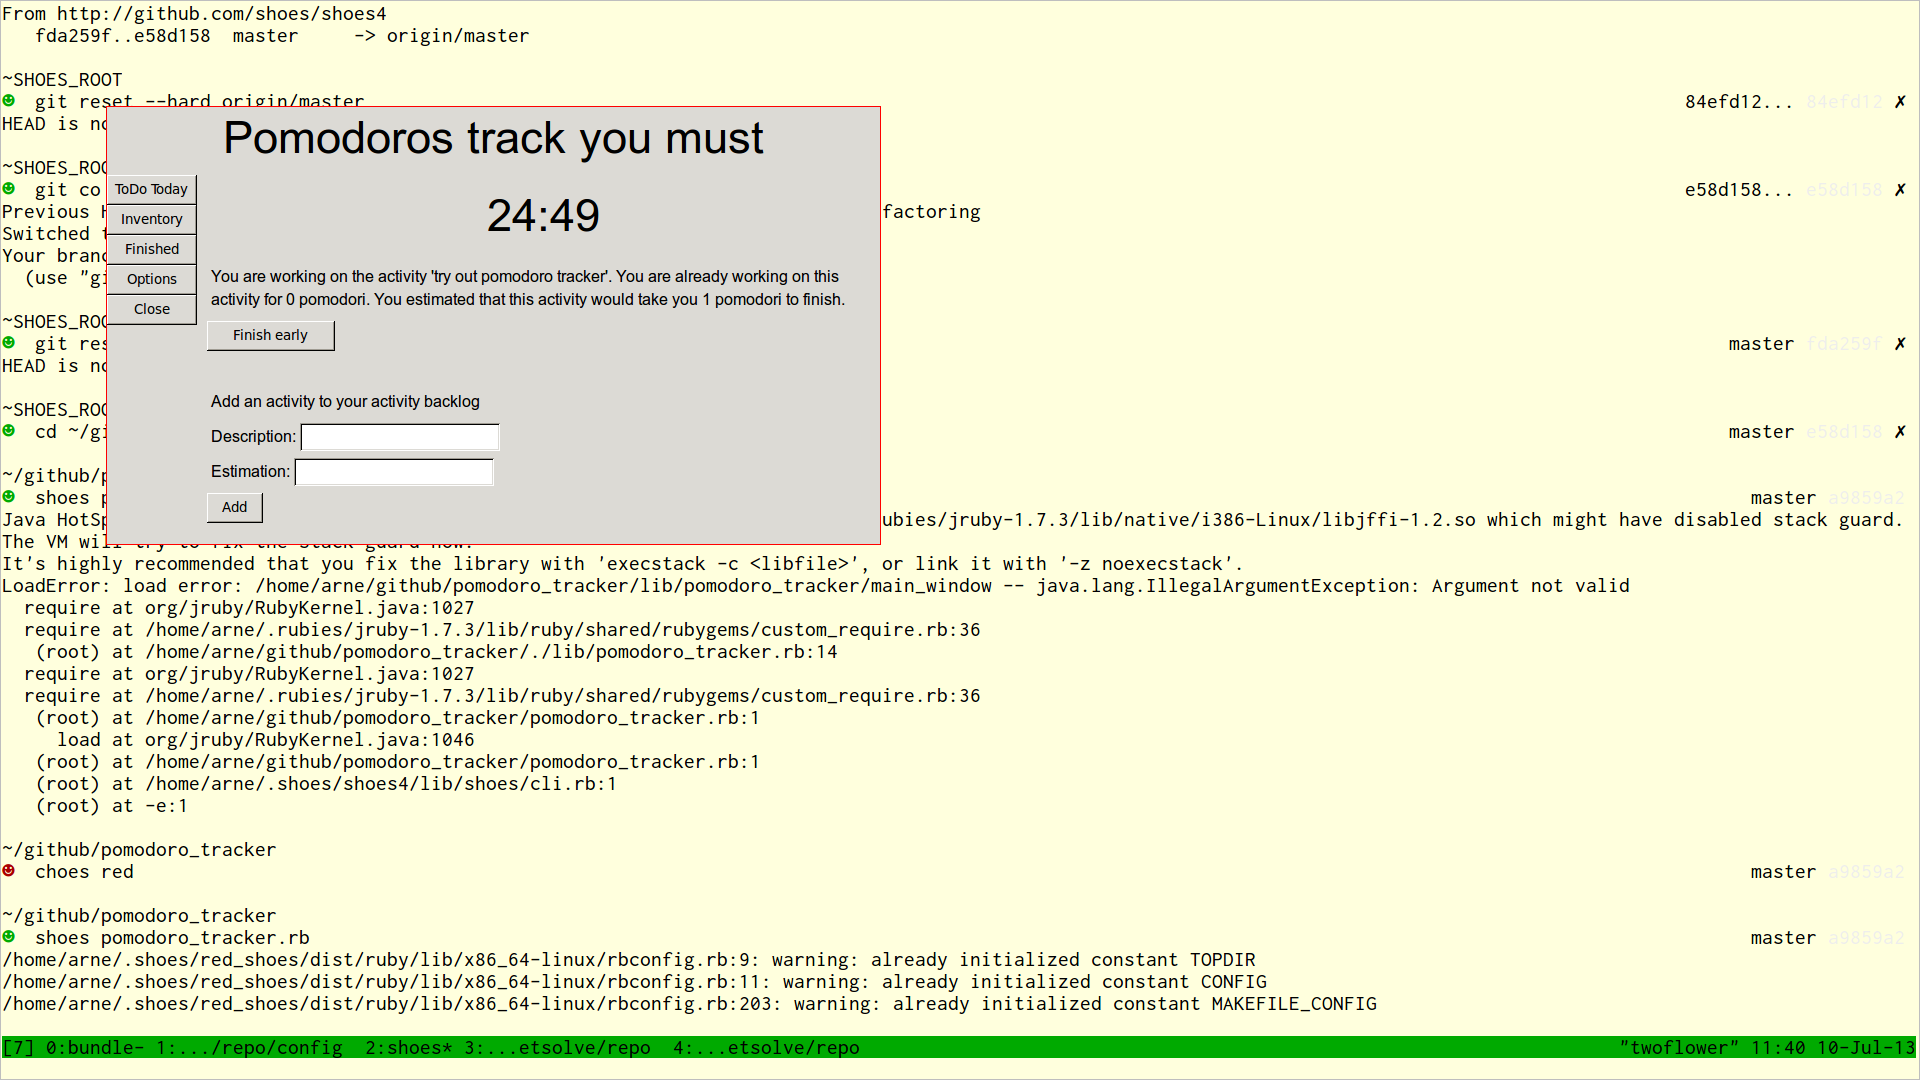 From http://github.com/shoes/shoes4
fda259f..e58d158  master     -> origin/master
~SHOES_ROOT
git reset --hard origin/master
84efd12... 84efd12 ✗
HEAD is
~SHOES_ROO
git co
e58d158... e58d158 ✗
Previous
factoring
Switched
Your branc
(use "gi
~SHOES_ROO
git res
master fda259f ✗
HEAD is
~SHOES_ROO
cd ~/gi
master e58d158 ✗
~/github/p
shoes p
master a9859a2
Java HotSp
ubies/jruby-1.7.3/lib/native/i386-Linux/libjffi-1.2.so which might have disabled stack guard.
The VM will try to fix the stack guard now.
It's highly recommended that you fix the library with 'execstack -c <libfile>', or link it with '-z noexecstack'.
LoadError: load error: /home/arne/github/pomodoro_tracker/lib/pomodoro_tracker/main_window -- java.lang.IllegalArgumentException: Argument not valid
require at org/jruby/RubyKernel.java:1027
require at /home/arne/.rubies/jruby-1.7.3/lib/ruby/shared/rubygems/custom_require.rb:36
(root) at /home/arne/github/pomodoro_tracker/./lib/pomodoro_tracker.rb:14
require at org/jruby/RubyKernel.java:1027
require at /home/arne/.rubies/jruby-1.7.3/lib/ruby/shared/rubygems/custom_require.rb:36
(root) at /home/arne/github/pomodoro_tracker/pomodoro_tracker.rb:1
load at org/jruby/RubyKernel.java:1046
(root) at /home/arne/github/pomodoro_tracker/pomodoro_tracker.rb:1
(root) at /home/arne/.shoes/shoes4/lib/shoes/cli.rb:1
(root) at -e:1
~/github/pomodoro_tracker
choes red
master a9859a2
~/github/pomodoro_tracker
shoes pomodoro_tracker.rb
master a9859a2
/home/arne/.shoes/red_shoes/dist/ruby/lib/x86_64-linux/rbconfig.rb:9: warning: already initialized constant TOPDIR
/home/arne/.shoes/red_shoes/dist/ruby/lib/x86_64-linux/rbconfig.rb:11: warning: already initialized constant CONFIG
/home/arne/.shoes/red_shoes/dist/ruby/lib/x86_64-linux/rbconfig.rb:203: warning: already initialized constant MAKEFILE_CONFIG
[7] 0:bundle- 1:.../repo/config  2:shoes* 3:...etsolve/repo  4:...etsolve/repo
"twoflower" 11:40 10-Jul-13
Pomodoros track you must
ToDo Today
Inventory
Finished
Options
Close
24:49
You are working on the activity 'try out pomodoro tracker'. You are already working on this
activity for 0 pomodori. You estimated that this activity would take you 1 pomodori to finish.
Finish early
Add an activity to your activity backlog
Description:
Estimation:
Add